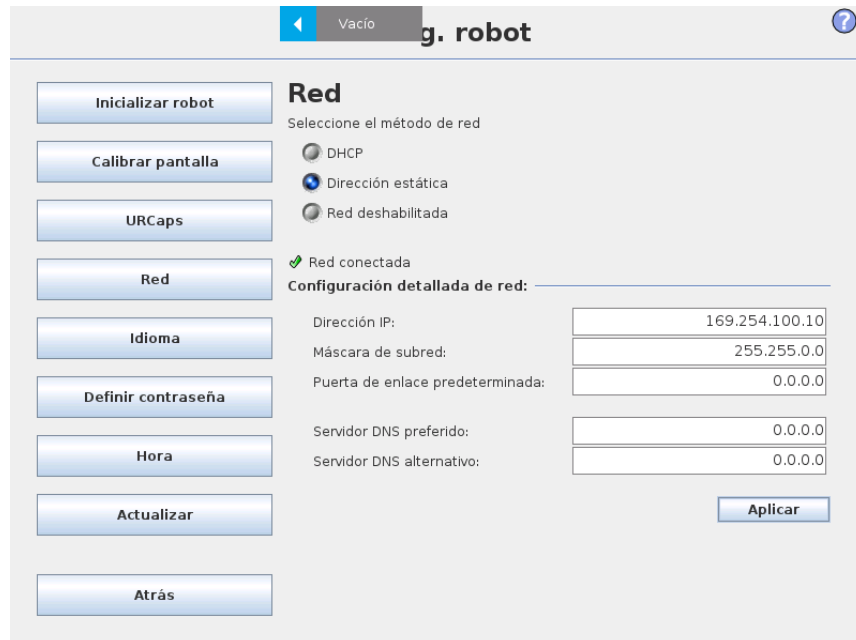 Vacío
g. robot
?
Inicializar robot
Calibrar pantalla
URCaps
Red
Idioma
Definir contraseña
Hora
Actualizar
Atrás
Red
Seleccione el método de red
DHCP
Dirección estática
Red deshabilitada
Red conectada
Configuración detallada de red:
Dirección IP: 169.254.100.10
Máscara de subred: 255.255.0.0
Puerta de enlace predeterminada: 0.0.0.0
Servidor DNS preferido: 0.0.0.0
Servidor DNS alternativo: 0.0.0.0
Aplicar